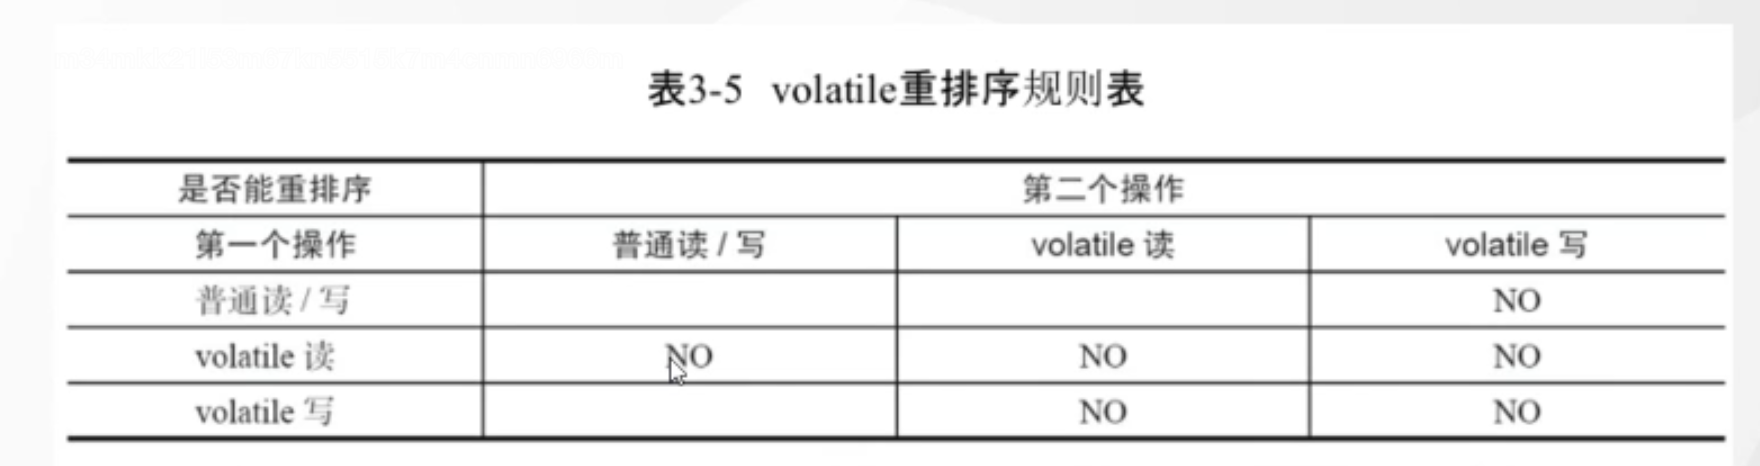 表3-5 volatile重排序规则表
是否能重排序 第二个操作
第一个操作 普通读 / 写 volatile 读 volatile 写
普通读 / 写 NO
volatile 读 NO NO NO
volatile 写 NO NO